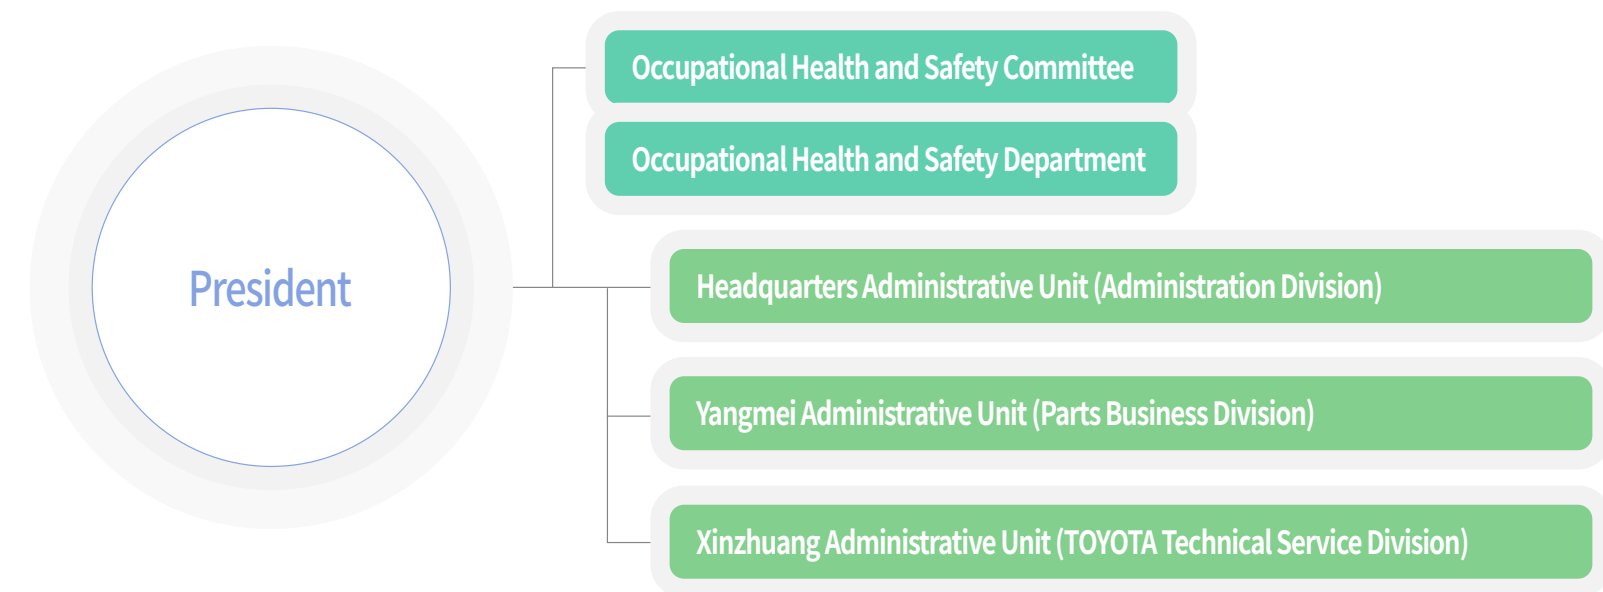 Occupational Health and Safety Committee
Occupational Health and Safety Department
President
Headquarters Administrative Unit (Administration Division)
Yangmei Administrative Unit (Parts Business Division)
Xinzhuang Administrative Unit (TOYOTA Technical Service Division)